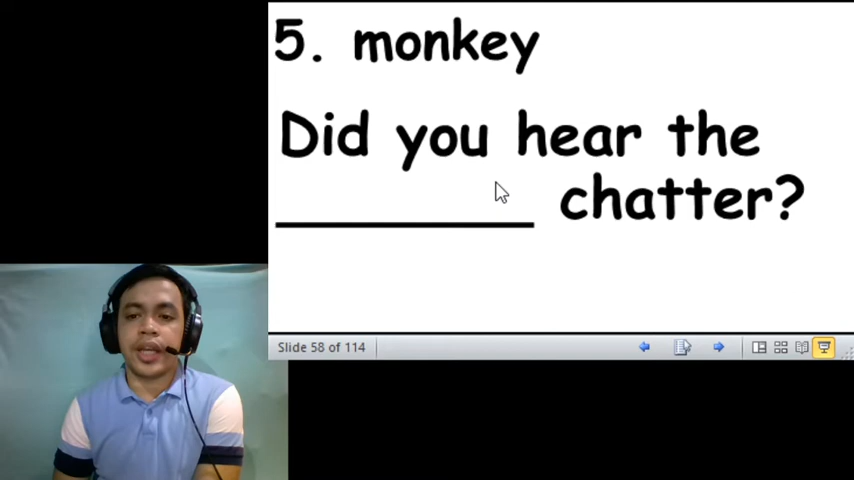 5. monkey
Did you hear the
__________ chatter?
Slide 58 of 114